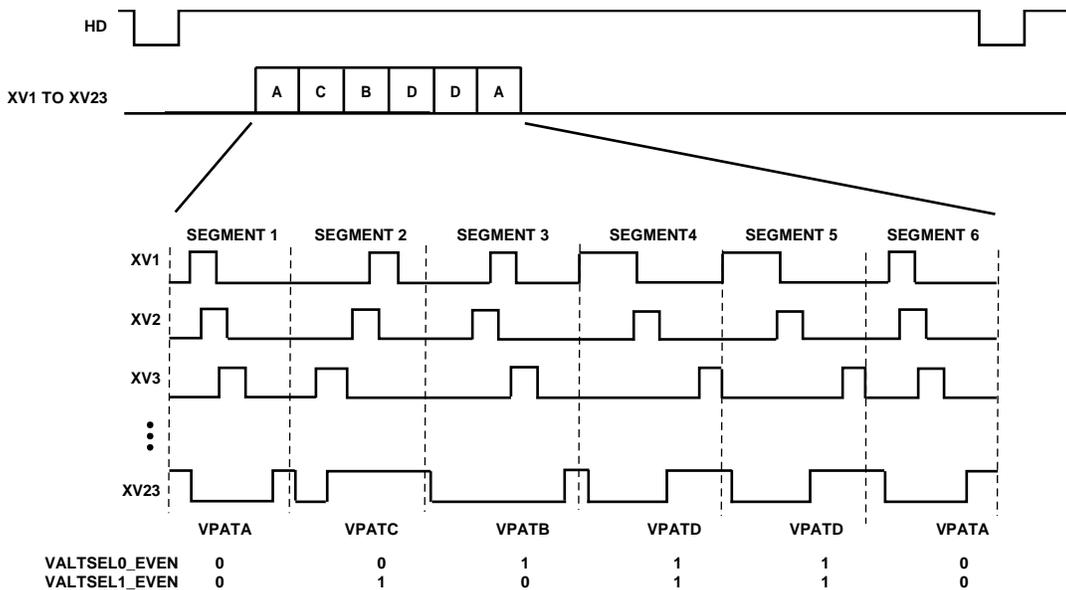 HD
XV1 TO XV23
A C B D D A
SEGMENT 1 SEGMENT 2 SEGMENT 3 SEGMENT4 SEGMENT 5 SEGMENT 6
XV1
XV2
XV3
XV23
VPATA VPATC VPATB VPATD VPATD VPATA
VALTSEL0_EVEN 0 0 1 1 1 0
VALTSEL1_EVEN 0 1 0 1 1 0